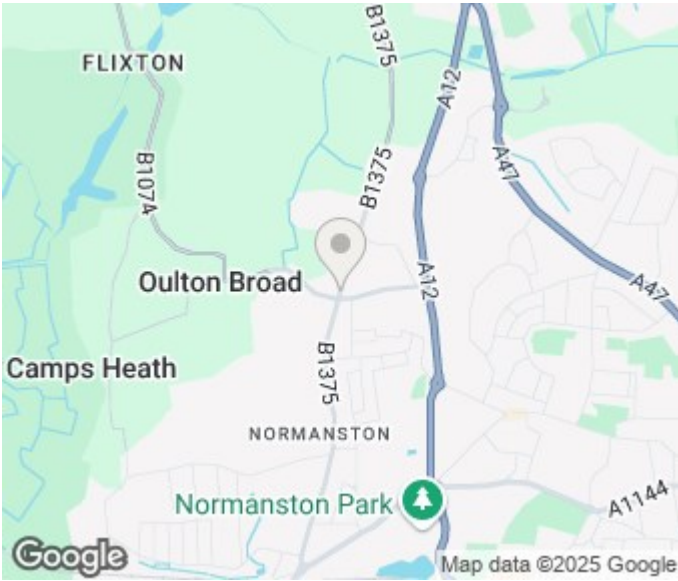 B1375
FLIXTON
A12
B1074
B1375
A47
Oulton Broad
A12
A47
B1375
Camps Heath
NORMANSTON
Normanston Park
A1144
Google
Map data ©2025 Google